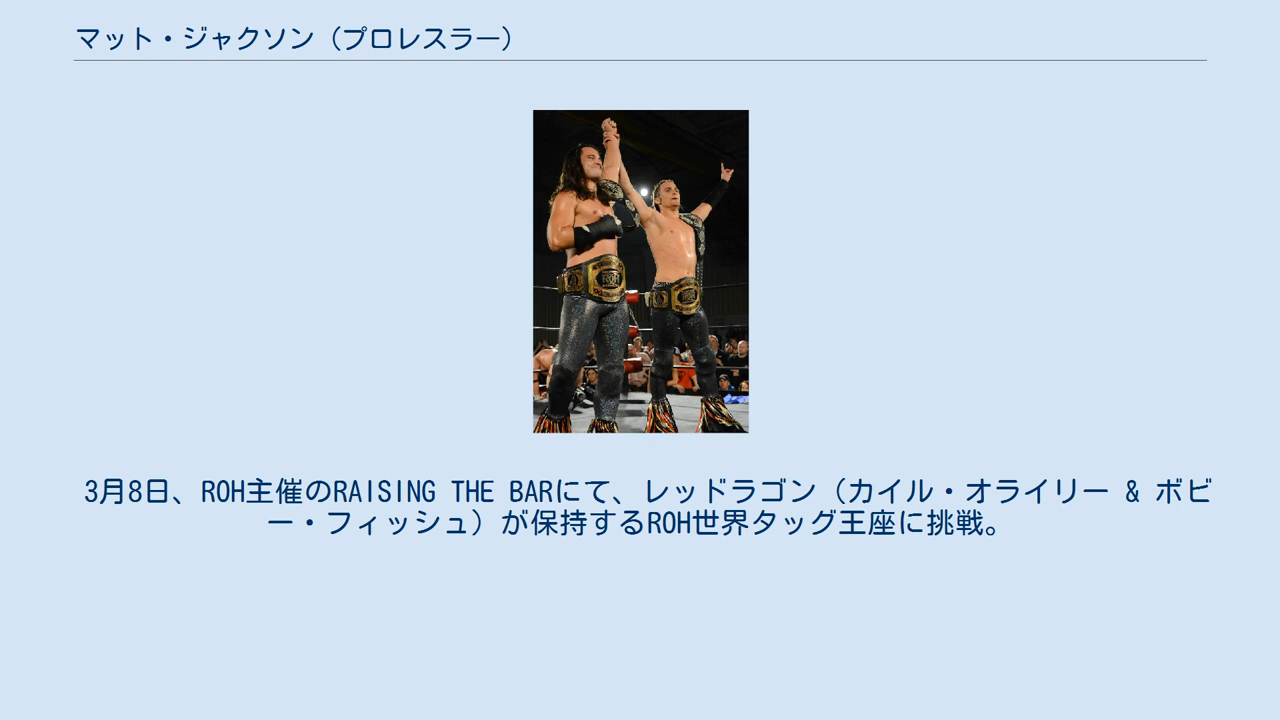 マット・ジャクソン（プロレスラー）
ROH
3月8日、ROH主催のRAISING THE BARにて、レッドラゴン（カイル・オライリー & ボビ
ー・フィッシュ）が保持するROH世界タッグ王座に挑戦。